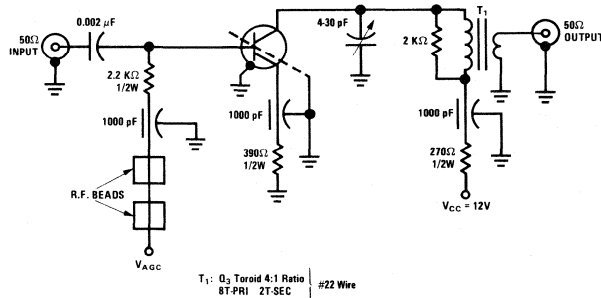 50Ω
INPUT
0.002 μF
2.2 KΩ
1/2W
1000 pF
R.F. BEADS
VAGC
1000 pF
390Ω
1/2W
4-30 pF
2 KΩ
T1
50Ω
OUTPUT
1000 pF
270Ω
1/2W
VCC = 12V
T1: Q3 Toroid 4:1 Ratio
8T-PRI 2T-SEC
#22 Wire